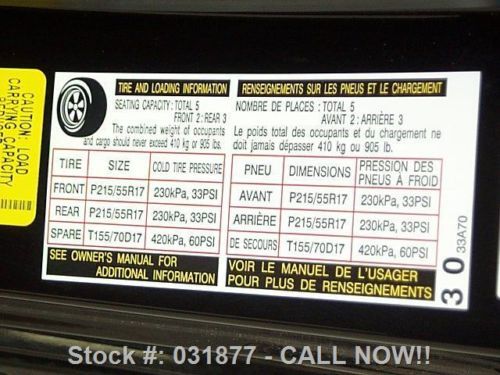 CAUTION LOAD
CARRYING CAPACITY
TIRE AND LOADING INFORMATION
SEATING CAPACITY: TOTAL 5
FRONT 2 : REAR 3
The combined weight of occupants
and cargo should never exceed 410 kg or 905 lb.
TIRE SIZE COLD TIRE PRESSURE
FRONT P215/55R17 230kPa, 33PSI
REAR P215/55R17 230kPa, 33PSI
SPARE T155/70D17 420kPa, 60PSI
SEE OWNER'S MANUAL FOR
ADDITIONAL INFORMATION
RENSEIGNEMENTS SUR LES PNEUS ET LE CHARGEMENT
NOMBRE DE PLACES : TOTAL 5
AVANT 2 : ARRIÈRE 3
Le poids total des occupants et du chargement ne
doit jamais dépasser 410 kg ou 905 lb.
PNEU DIMENSIONS PRESSION DES
PNEUS À FROID
AVANT P215/55R17 230kPa, 33PSI
ARRIÈRE P215/55R17 230kPa, 33PSI
DE SECOURS T155/70D17 420kPa, 60PSI
VOIR LE MANUEL DE L'USAGER
POUR PLUS DE RENSEIGNEMENTS
30
33A70
Stock #: 031877 - CALL NOW!!